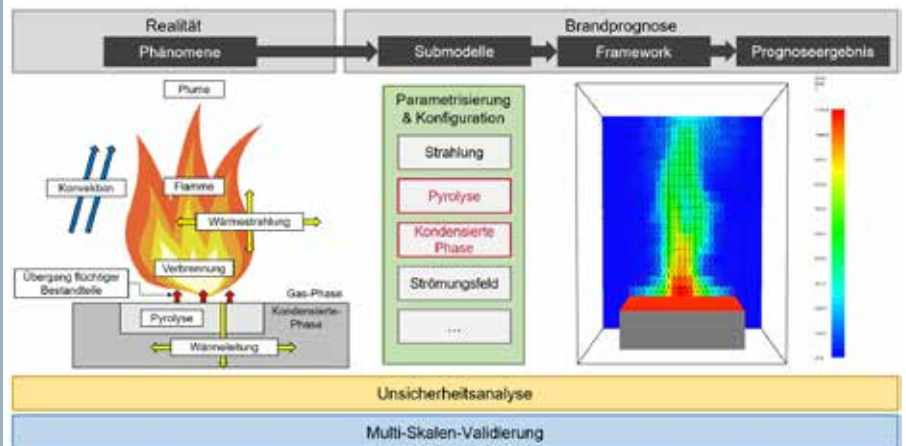 Realität
Brandprognose
Phänomene
Submodelle
Framework
Prognoseergebnis
Plume
Konvektion
Flamme
Wärmestrahlung
Verbrennung
Übergang flüchtiger
Bestandteile
Gas-Phase
Kondensierte-
Phase
Pyrolyse
Wärmeleitung
Parametrisierung
& Konfiguration
Strahlung
Pyrolyse
Kondensierte
Phase
Strömungsfeld
...
Unsicherheitsanalyse
Multi-Skalen-Validierung